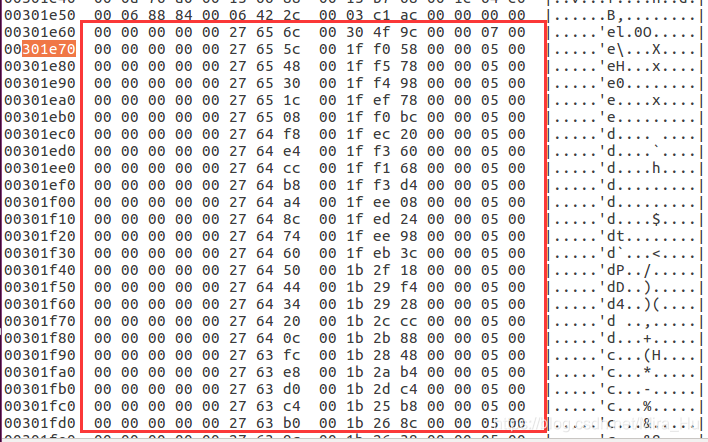 00301e50 00 06 88 84 00 06 42 2c 00 03 c1 ac 00 00 00 00 |......B,........|
00301e60 00 00 00 00 00 27 65 6c 00 30 4f 9c 00 00 07 00 |.....'el.0O.....|
00301e70 00 00 00 00 00 27 65 5c 00 1f f0 58 00 00 05 00 |.....'e\...X....|
00301e80 00 00 00 00 00 27 65 48 00 1f f5 78 00 00 05 00 |.....'eH...x....|
00301e90 00 00 00 00 00 27 65 30 00 1f f4 98 00 00 05 00 |.....'e0........|
00301ea0 00 00 00 00 00 27 65 1c 00 1f ef 78 00 00 05 00 |.....'e....x....|
00301eb0 00 00 00 00 00 27 65 08 00 1f f0 bc 00 00 05 00 |.....'e.........|
00301ec0 00 00 00 00 00 27 64 f8 00 1f ec 20 00 00 05 00 |.....'d.... ....|
00301ed0 00 00 00 00 00 27 64 e4 00 1f f3 60 00 00 05 00 |.....'d....`....|
00301ee0 00 00 00 00 00 27 64 cc 00 1f f1 68 00 00 05 00 |.....'d....h....|
00301ef0 00 00 00 00 00 27 64 b8 00 1f f3 d4 00 00 05 00 |.....'d.........|
00301f00 00 00 00 00 00 27 64 a4 00 1f ee 08 00 00 05 00 |.....'d.........|
00301f10 00 00 00 00 00 27 64 8c 00 1f ed 24 00 00 05 00 |.....'d....$....|
00301f20 00 00 00 00 00 27 64 74 00 1f ee 98 00 00 05 00 |.....'dt........|
00301f30 00 00 00 00 00 27 64 60 00 1f eb 3c 00 00 05 00 |.....'d`...<....|
00301f40 00 00 00 00 00 27 64 50 00 1b 2f 18 00 00 05 00 |.....'dP../.....|
00301f50 00 00 00 00 00 27 64 44 00 1b 29 f4 00 00 05 00 |.....'dD..).....|
00301f60 00 00 00 00 00 27 64 34 00 1b 29 28 00 00 05 00 |.....'d4..)(....|
00301f70 00 00 00 00 00 27 64 20 00 1b 2c cc 00 00 05 00 |.....'d ..,.....|
00301f80 00 00 00 00 00 27 64 0c 00 1b 2b 88 00 00 05 00 |.....'d...+.....|
00301f90 00 00 00 00 00 27 63 fc 00 1b 28 48 00 00 05 00 |.....'c...(H....|
00301fa0 00 00 00 00 00 27 63 e8 00 1b 2a b4 00 00 05 00 |.....'c...*.....|
00301fb0 00 00 00 00 00 27 63 d0 00 1b 2d c4 00 00 05 00 |.....'c...-.....|
00301fc0 00 00 00 00 00 27 63 c4 00 1b 25 b8 00 00 05 00 |.....'c...%.....|
00301fd0 00 00 00 00 00 27 63 b0 00 1b 26 8c 00 00 05 00 |.....'c...&.....|